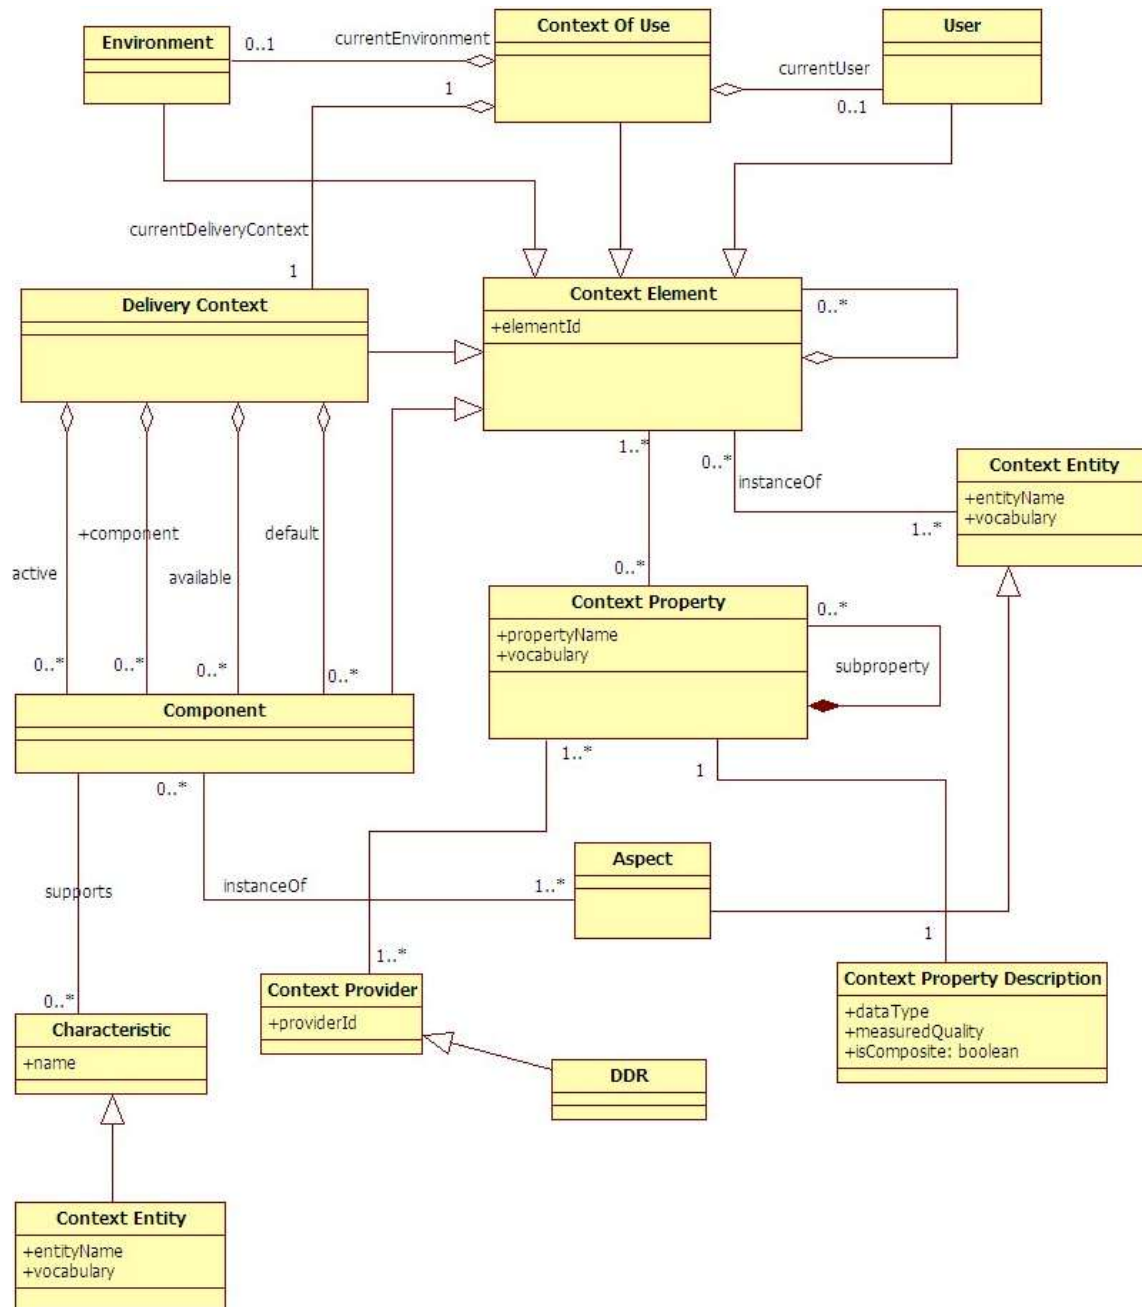 Environment
0..1
currentEnvironment
Context Of Use
User
currentUser
0..1
1
currentDeliveryContext
1
Delivery Context
Context Element
+elementId
0..*
1..*
0..*
instanceOf
Context Entity
+entityName
+vocabulary
1..*
+component
default
active
available
0..*
0..*
0..*
0..*
0..*
Context Property
+propertyName
+vocabulary
0..*
subproperty
Component
0..*
1..*
1
supports
instanceOf
1..*
Aspect
1
1..*
0..*
Context Provider
+providerId
Context Property Description
+dataType
+measuredQuality
+isComposite: boolean
Characteristic
+name
DDR
Context Entity
+entityName
+vocabulary